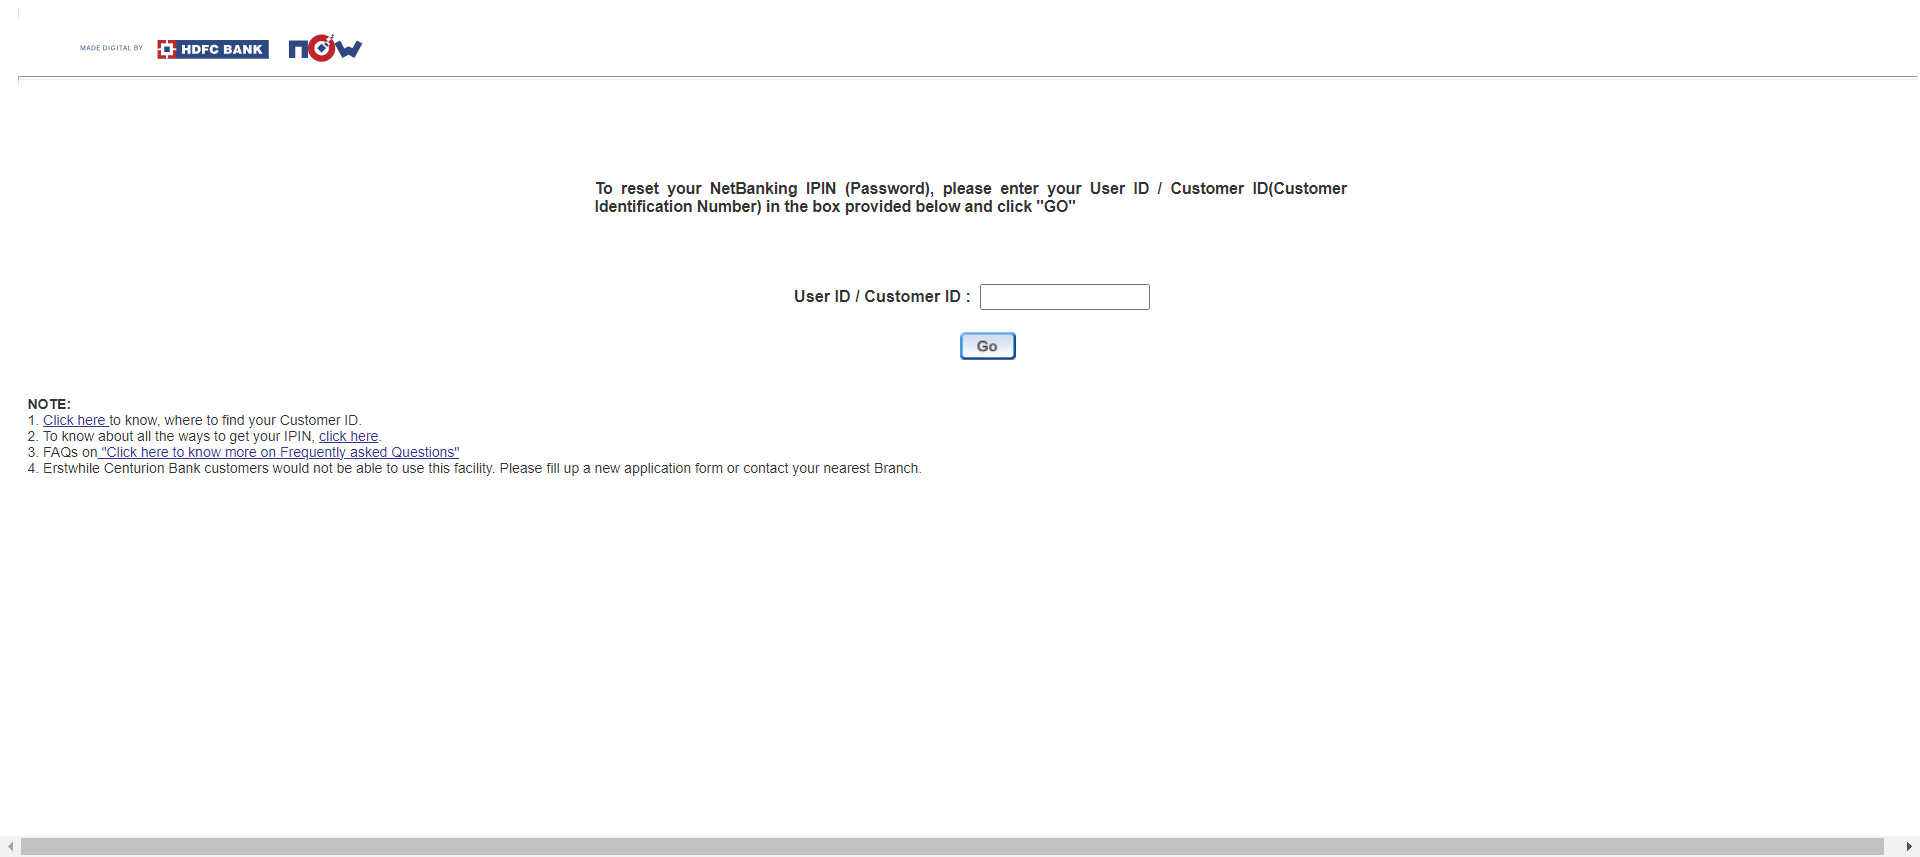 MADE DIGITAL BY HDFC BANK now
To reset your NetBanking IPIN (Password), please enter your User ID / Customer ID(Customer
Identification Number) in the box provided below and click "GO"
User ID / Customer ID :
Go
NOTE:
1. Click here to know, where to find your Customer ID.
2. To know about all the ways to get your IPIN, click here.
3. FAQs on "Click here to know more on Frequently asked Questions"
4. Erstwhile Centurion Bank customers would not be able to use this facility. Please fill up a new application form or contact your nearest Branch.